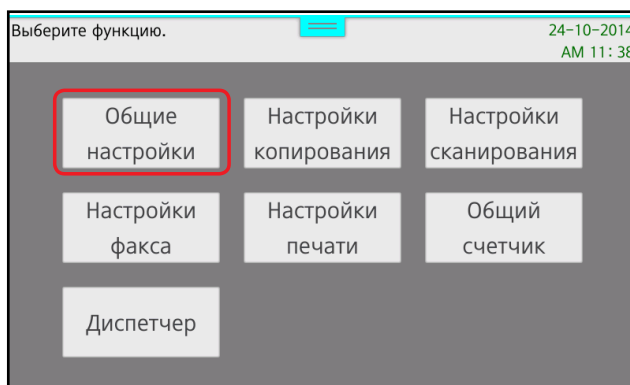 Выберите функцию.
24-10-2014
AM 11: 38
Общие
настройки
Настройки
копирования
Настройки
сканирования
Настройки
факса
Настройки
печати
Общий
счетчик
Диспетчер